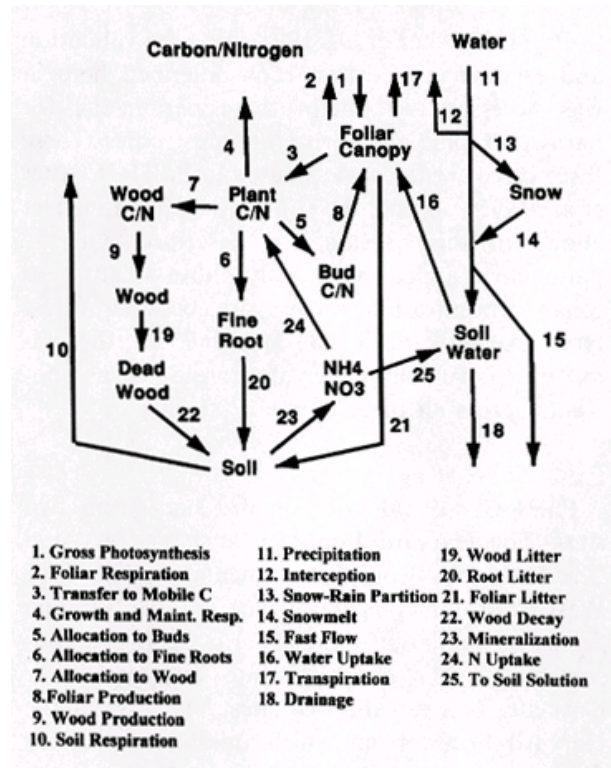 Carbon/Nitrogen
Water
2
1
17
11
12
4
Foliar
Canopy
3
13
Wood
C/N
7
Plant
C/N
16
Snow
5
8
14
9
6
Bud
C/N
Wood
Fine
Root
24
Soil
Water
15
10
19
Dead
Wood
NH4
NO3
25
20
22
23
21
18
Soil
1. Gross Photosynthesis
2. Foliar Respiration
3. Transfer to Mobile C
4. Growth and Maint. Resp.
5. Allocation to Buds
6. Allocation to Fine Roots
7. Allocation to Wood
8.Foliar Production
9. Wood Production
10. Soil Respiration
11. Precipitation
12. Interception
13. Snow-Rain Partition
14. Snowmelt
15. Fast Flow
16. Water Uptake
17. Transpiration
18. Drainage
19. Wood Litter
20. Root Litter
21. Foliar Litter
22. Wood Decay
23. Mineralization
24. N Uptake
25. To Soil Solution